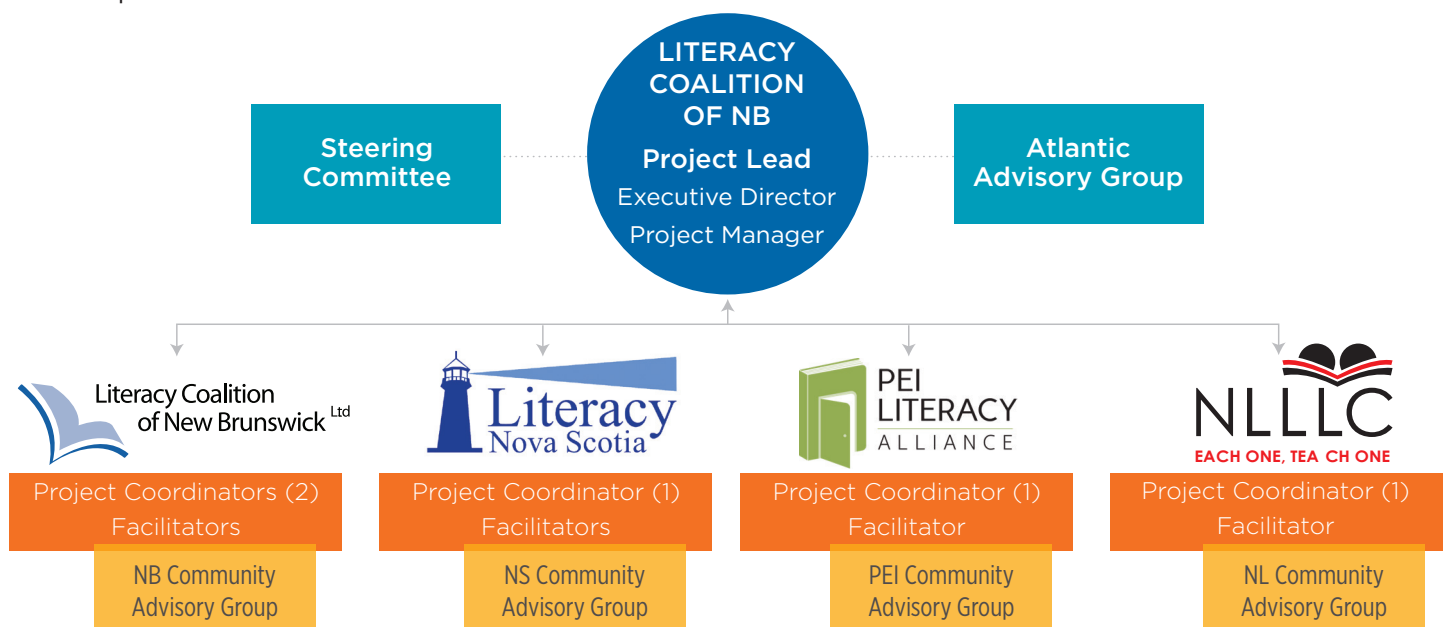 LITERACY
COALITION
OF NB
Project Lead
Executive Director
Project Manager
Steering
Committee
Atlantic
Advisory Group
Literacy Coalition
of New Brunswick Ltd
Literacy
Nova Scotia
PEI
LITERACY
ALLIANCE
NLLLC
EACH ONE, TEA CH ONE
Project Coordinators (2)
Facilitators
Project Coordinator (1)
Facilitators
Project Coordinator (1)
Facilitator
Project Coordinator (1)
Facilitator
NB Community
Advisory Group
NS Community
Advisory Group
PEI Community
Advisory Group
NL Community
Advisory Group